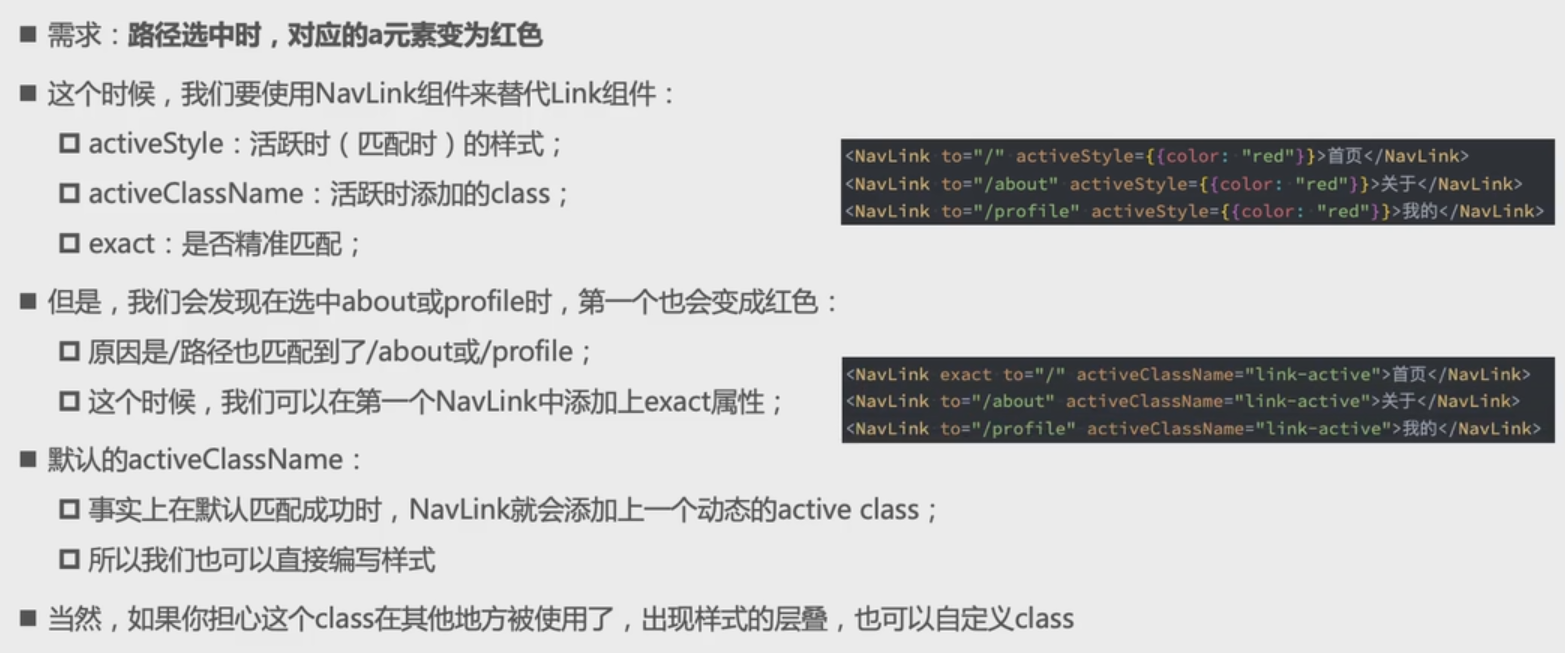 ■ 需求：路径选中时，对应的a元素变为红色
■ 这个时候，我们要使用NavLink组件来替代Link组件：
activeStyle：活跃时（匹配时）的样式；
activeClassName：活跃时添加的class；
exact：是否精准匹配；
<NavLink to="/" activeStyle={{color: "red"}}>首页</NavLink>
<NavLink to="/about" activeStyle={{color: "red"}}>关于</NavLink>
<NavLink to="/profile" activeStyle={{color: "red"}}>我的</NavLink>
■ 但是，我们会发现在选中about或profile时，第一个也会变成红色：
原因是/路径也匹配到了/about或/profile；
这个时候，我们可以在第一个NavLink中添加上exact属性；
<NavLink exact to="/" activeClassName="link-active">首页</NavLink>
<NavLink to="/about" activeClassName="link-active">关于</NavLink>
<NavLink to="/profile" activeClassName="link-active">我的</NavLink>
■ 默认的activeClassName：
事实上在默认匹配成功时，NavLink就会添加上一个动态的active class；
所以我们也可以直接编写样式
■ 当然，如果你担心这个class在其他地方被使用了，出现样式的层叠，也可以自定义class